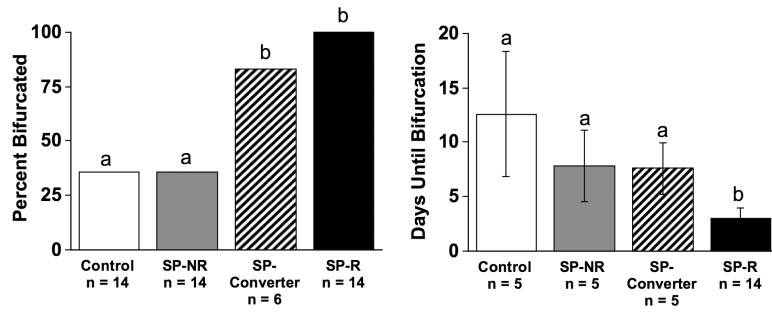 Percent Bifurcated
100
75
50
25
0
a
a
b
b
Control
n = 14
SP-NR
n = 14
SP-
Converter
n = 6
SP-R
n = 14
Days Until Bifurcation
20
15
10
5
0
a
a
a
b
Control
n = 5
SP-NR
n = 5
SP-
Converter
n = 5
SP-R
n = 14